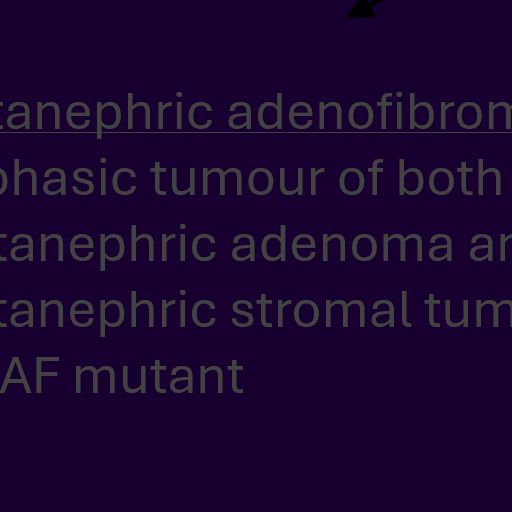 tanephric adenofibrom
phasic tumour of both
tanephric adenoma an
tanephric stromal tum
AF mutant